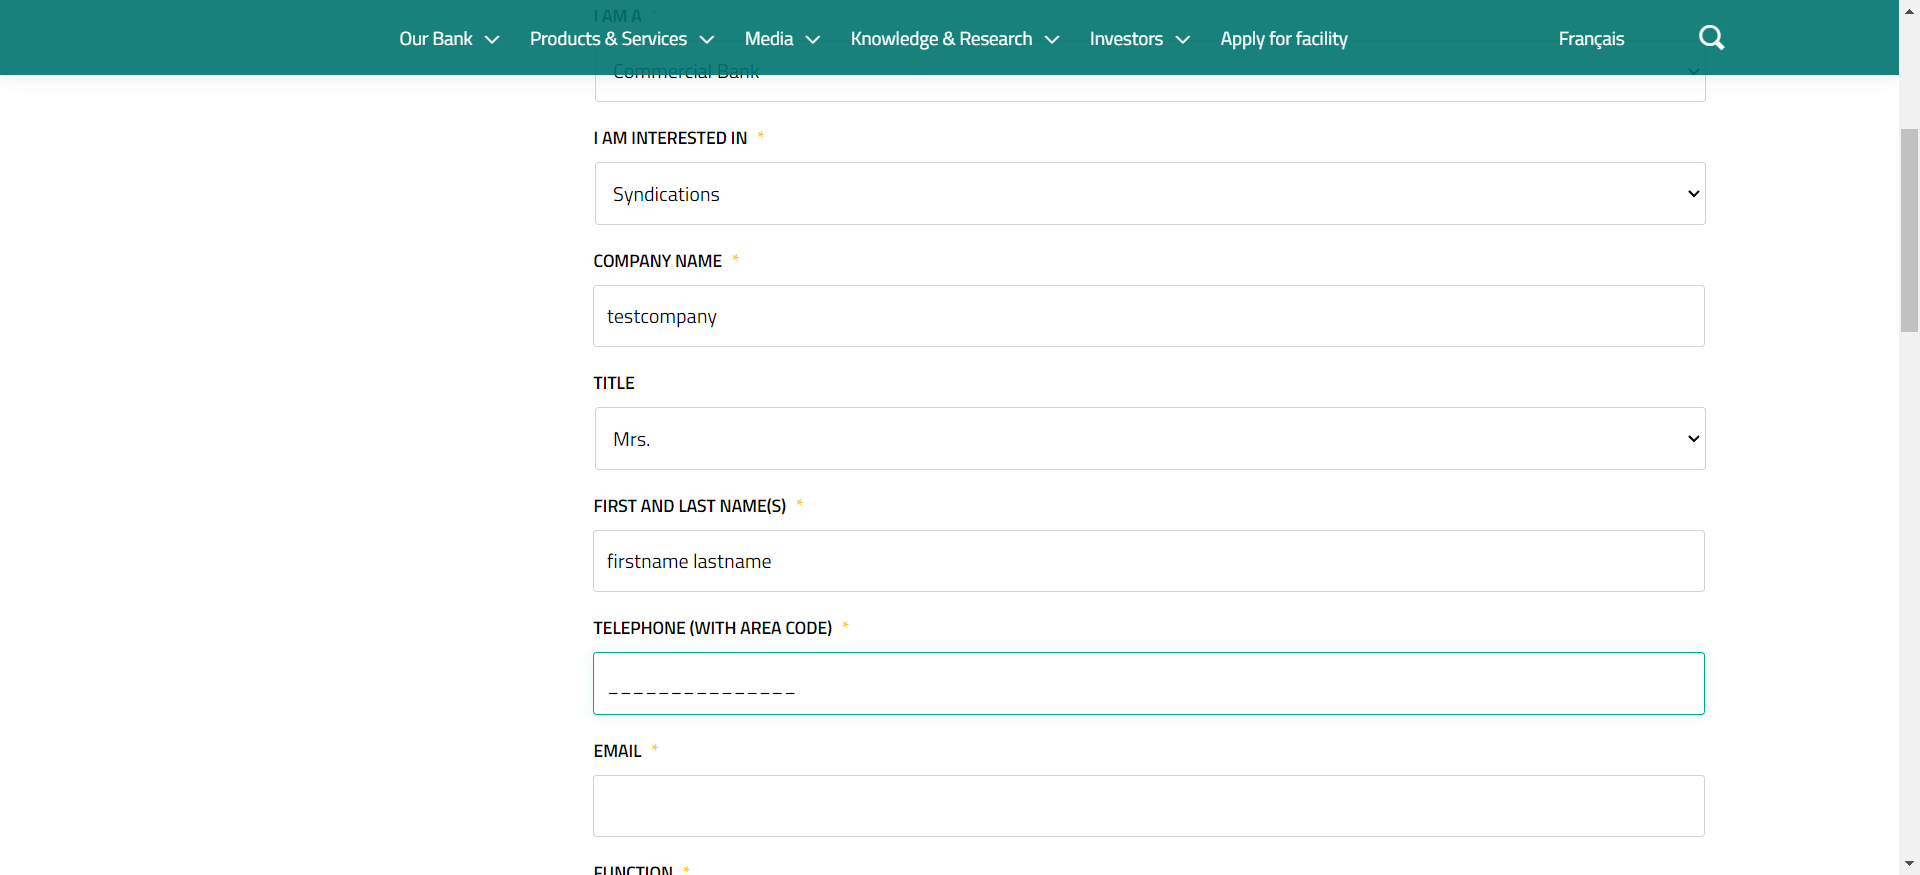 I AM A *
Our Bank Products & Services Media Knowledge & Research Investors Apply for facility Français
Commercial Bank
I AM INTERESTED IN *
Syndications
COMPANY NAME *
testcompany
TITLE
Mrs.
FIRST AND LAST NAME(S) *
firstname lastname
TELEPHONE (WITH AREA CODE) *
_______________
EMAIL *
FUNCTION *